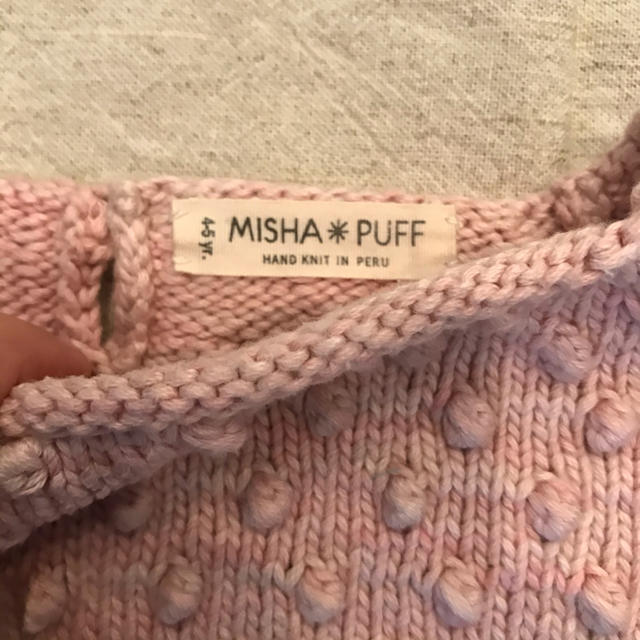 4-5 yr.
MISHA * PUFF
HAND KNIT IN PERU